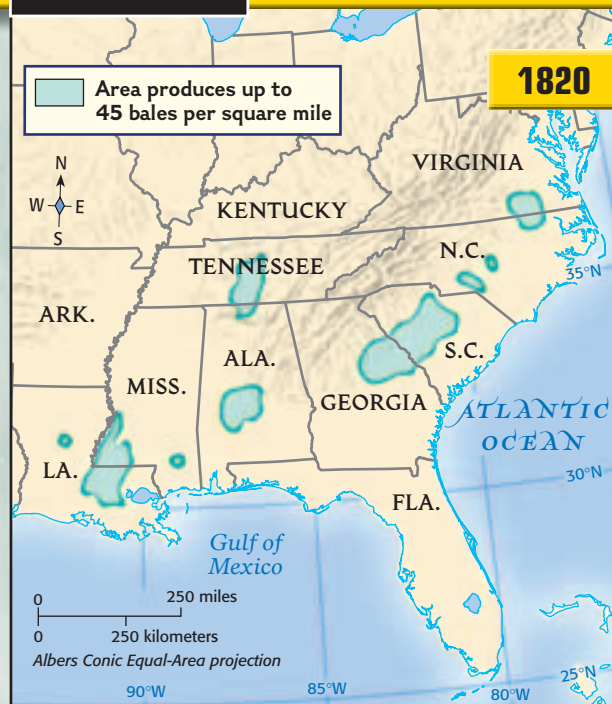 1820
Area produces up to
45 bales per square mile
N
W E
S
VIRGINIA
KENTUCKY
TENNESSEE
N.C.
35°N
ARK.
S.C.
ALA.
MISS.
GEORGIA
ATLANTIC
OCEAN
LA.
30°N
FLA.
Gulf of
Mexico
0 250 miles
0 250 kilometers
Albers Conic Equal-Area projection
25°N
90°W
85°W
80°W